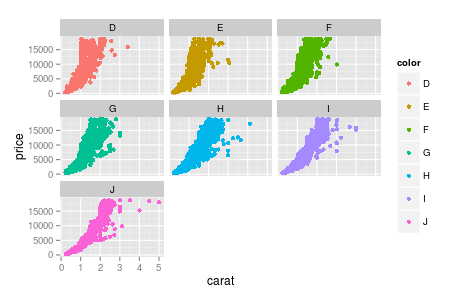 D E F
15000
10000
5000
0
G H I
15000
10000
5000
0
J
15000
10000
5000
0
0 1 2 3 4 5
carat
price
color
D
E
F
G
H
I
J